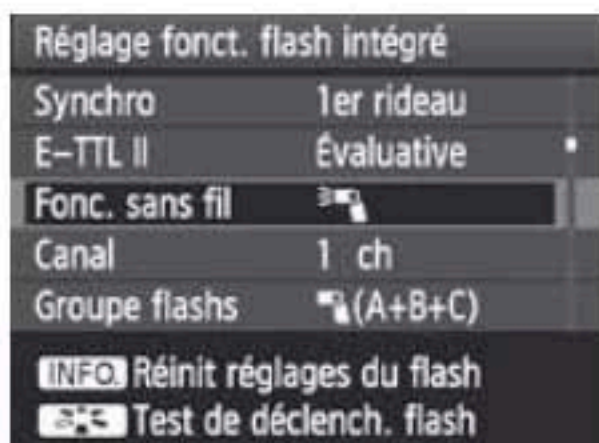 Réglage fonct. flash intégré
Synchro 1er rideau
E-TTL II Évaluative
Fonc. sans fil
Canal 1 ch
Groupe flashs (A+B+C)
INFO. Réinit réglages du flash
Test de déclench. flash